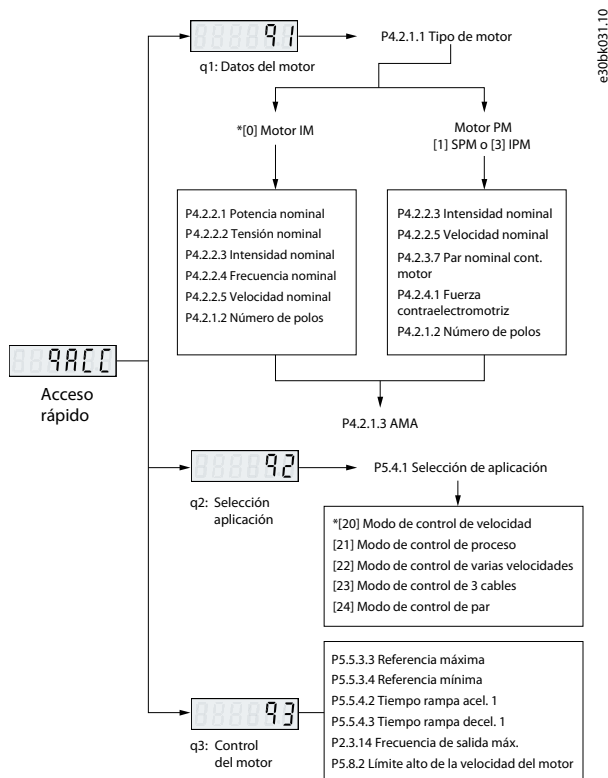 e30bk031.10
q1
P4.2.1.1 Tipo de motor
q1: Datos del motor
*[0] Motor IM
Motor PM
[1] SPM o [3] IPM
P4.2.2.1 Potencia nominal
P4.2.2.2 Tensión nominal
P4.2.2.3 Intensidad nominal
P4.2.2.4 Frecuencia nominal
P4.2.2.5 Velocidad nominal
P4.2.1.2 Número de polos
P4.2.2.3 Intensidad nominal
P4.2.2.5 Velocidad nominal
P4.2.3.7 Par nominal cont.
motor
P4.2.4.1 Fuerza
contraelectromotriz
P4.2.1.2 Número de polos
qACC
Acceso
rápido
P4.2.1.3 AMA
q2
P5.4.1 Selección de aplicación
q2: Selección
aplicación
*[20] Modo de control de velocidad
[21] Modo de control de proceso
[22] Modo de control de varias velocidades
[23] Modo de control de 3 cables
[24] Modo de control de par
q3
q3: Control
del motor
P5.5.3.3 Referencia máxima
P5.5.3.4 Referencia mínima
P5.5.4.2 Tiempo rampa acel. 1
P5.5.4.3 Tiempo rampa decel. 1
P2.3.14 Frecuencia de salida máx.
P5.8.2 Límite alto de la velocidad del motor